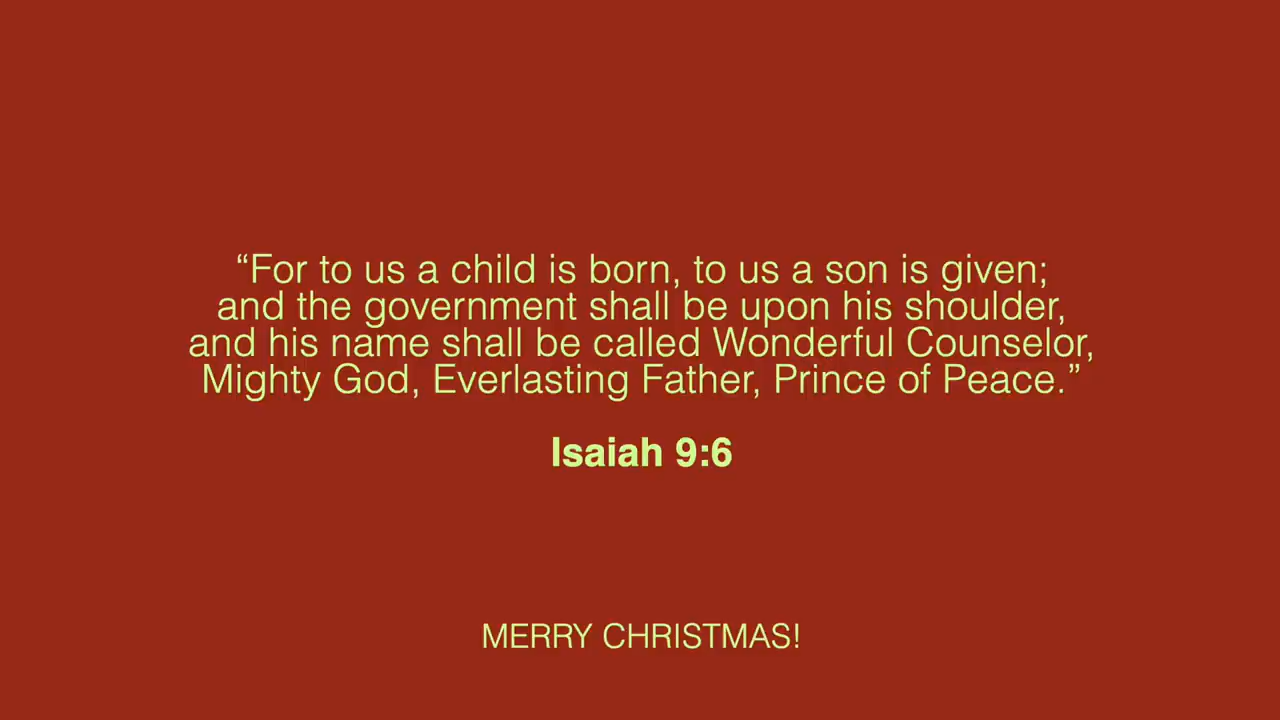 “For to us a child is born, to us a son is given;
and the government shall be upon his shoulder,
and his name shall be called Wonderful Counselor,
Mighty God, Everlasting Father, Prince of Peace.”
Isaiah 9:6
MERRY CHRISTMAS!